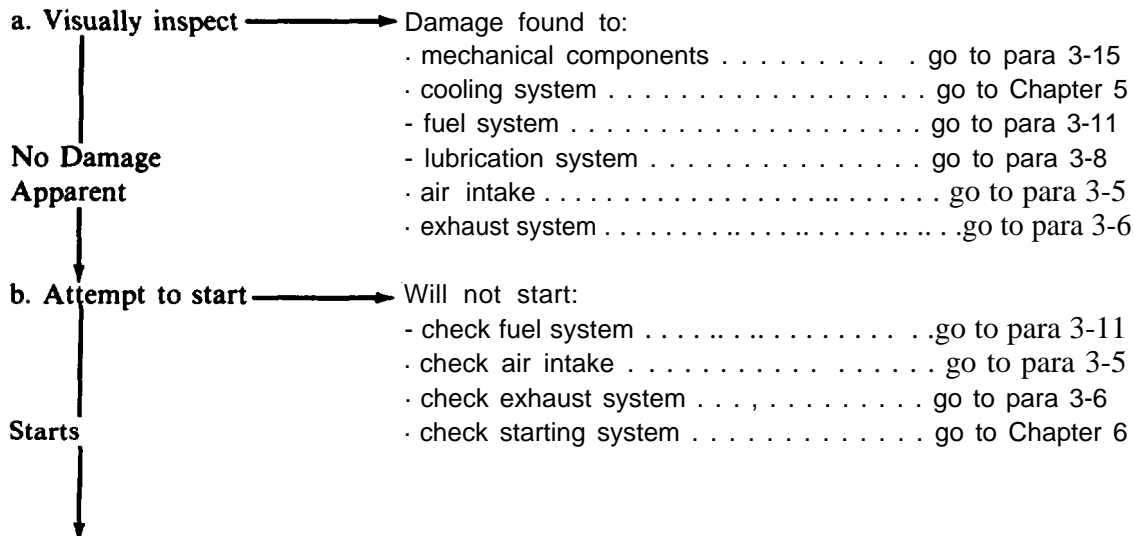 a. Visually inspect Damage found to:
· mechanical components . . . . . . . . . . go to para 3-15
· cooling system . . . . . . . . . . . . . . . . . . . go to Chapter 5
- fuel system . . . . . . . . . . . . . . . . . . . . . go to para 3-11
No Damage - lubrication system . . . . . . . . . . . . . . . go to para 3-8
Apparent · air intake . . . . . . . . . . . . . . . . . .. . . . . . . go to para 3-5
· exhaust system . . . . . . . .. . . . .. . . . . . .. .. . ..go to para 3-6
b. Attempt to start Will not start:
- check fuel system . . . . .. . .. . . . . . . . . . .go to para 3-11
· check air intake . . . . . . . . . . . . . . . . . go to para 3-5
· check exhaust system . . . , . . . . . . . . . go to para 3-6
Starts · check starting system . . . . . . . . . . . . . go to Chapter 6